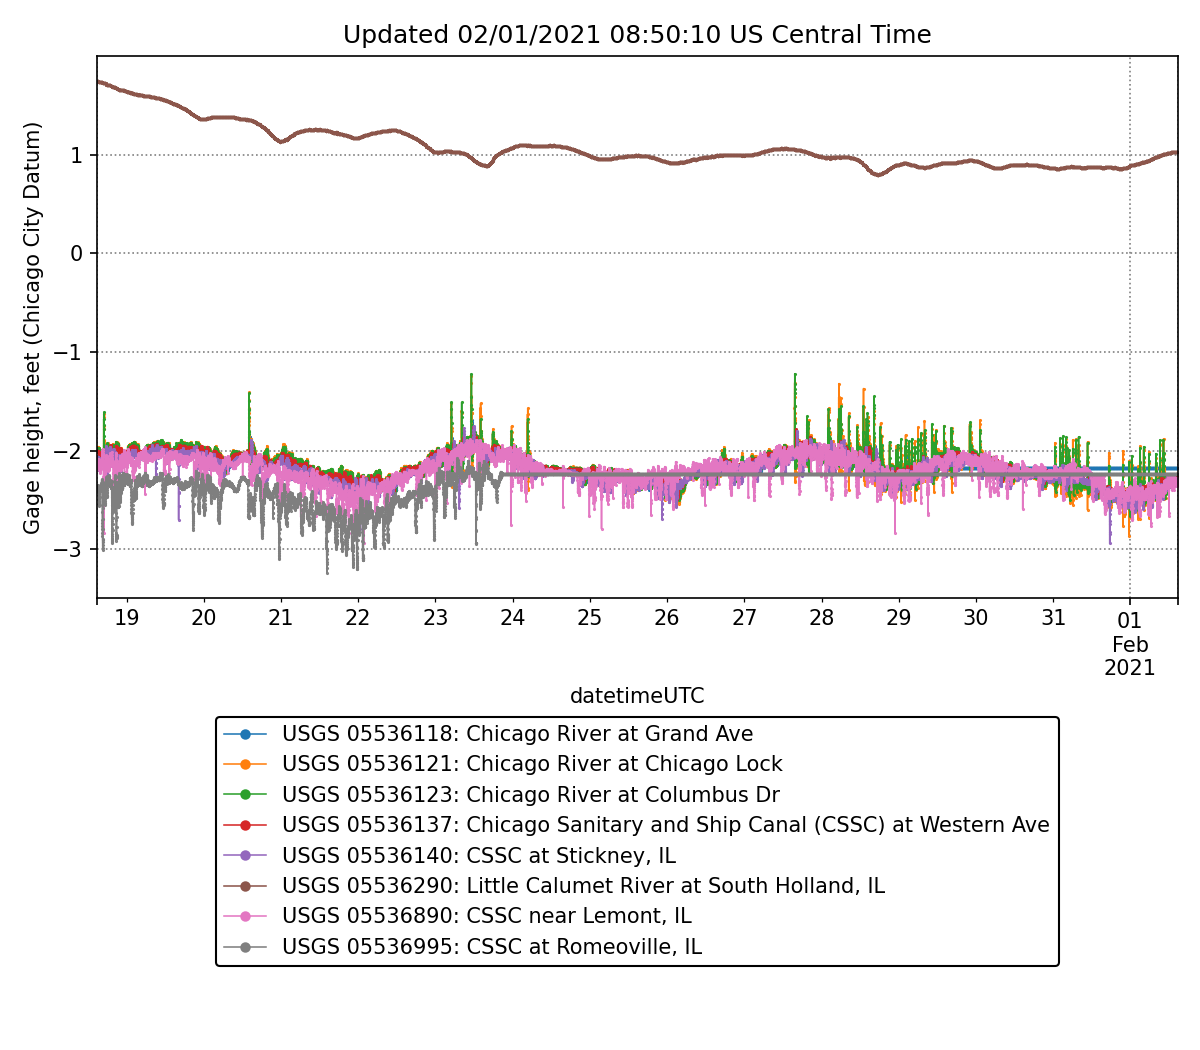 Updated 02/01/2021 08:50:10 US Central Time
Gage height, feet (Chicago City Datum)
1
0
−1
−2
−3
19 20 21 22 23 24 25 26 27 28 29 30 31 01
Feb
2021
datetimeUTC
USGS 05536118: Chicago River at Grand Ave
USGS 05536121: Chicago River at Chicago Lock
USGS 05536123: Chicago River at Columbus Dr
USGS 05536137: Chicago Sanitary and Ship Canal (CSSC) at Western Ave
USGS 05536140: CSSC at Stickney, IL
USGS 05536290: Little Calumet River at South Holland, IL
USGS 05536890: CSSC near Lemont, IL
USGS 05536995: CSSC at Romeoville, IL